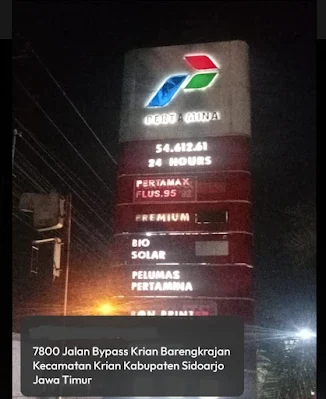 PERTAMINA
54.612.61
24 HOURS
PERTAMAX
PLUS.95
PREMIUM
BIO
SOLAR
PELUMAS
PERTAMINA
7800 Jalan Bypass Krian Barengkrajan
Kecamatan Krian Kabupaten Sidoarjo
Jawa Timur